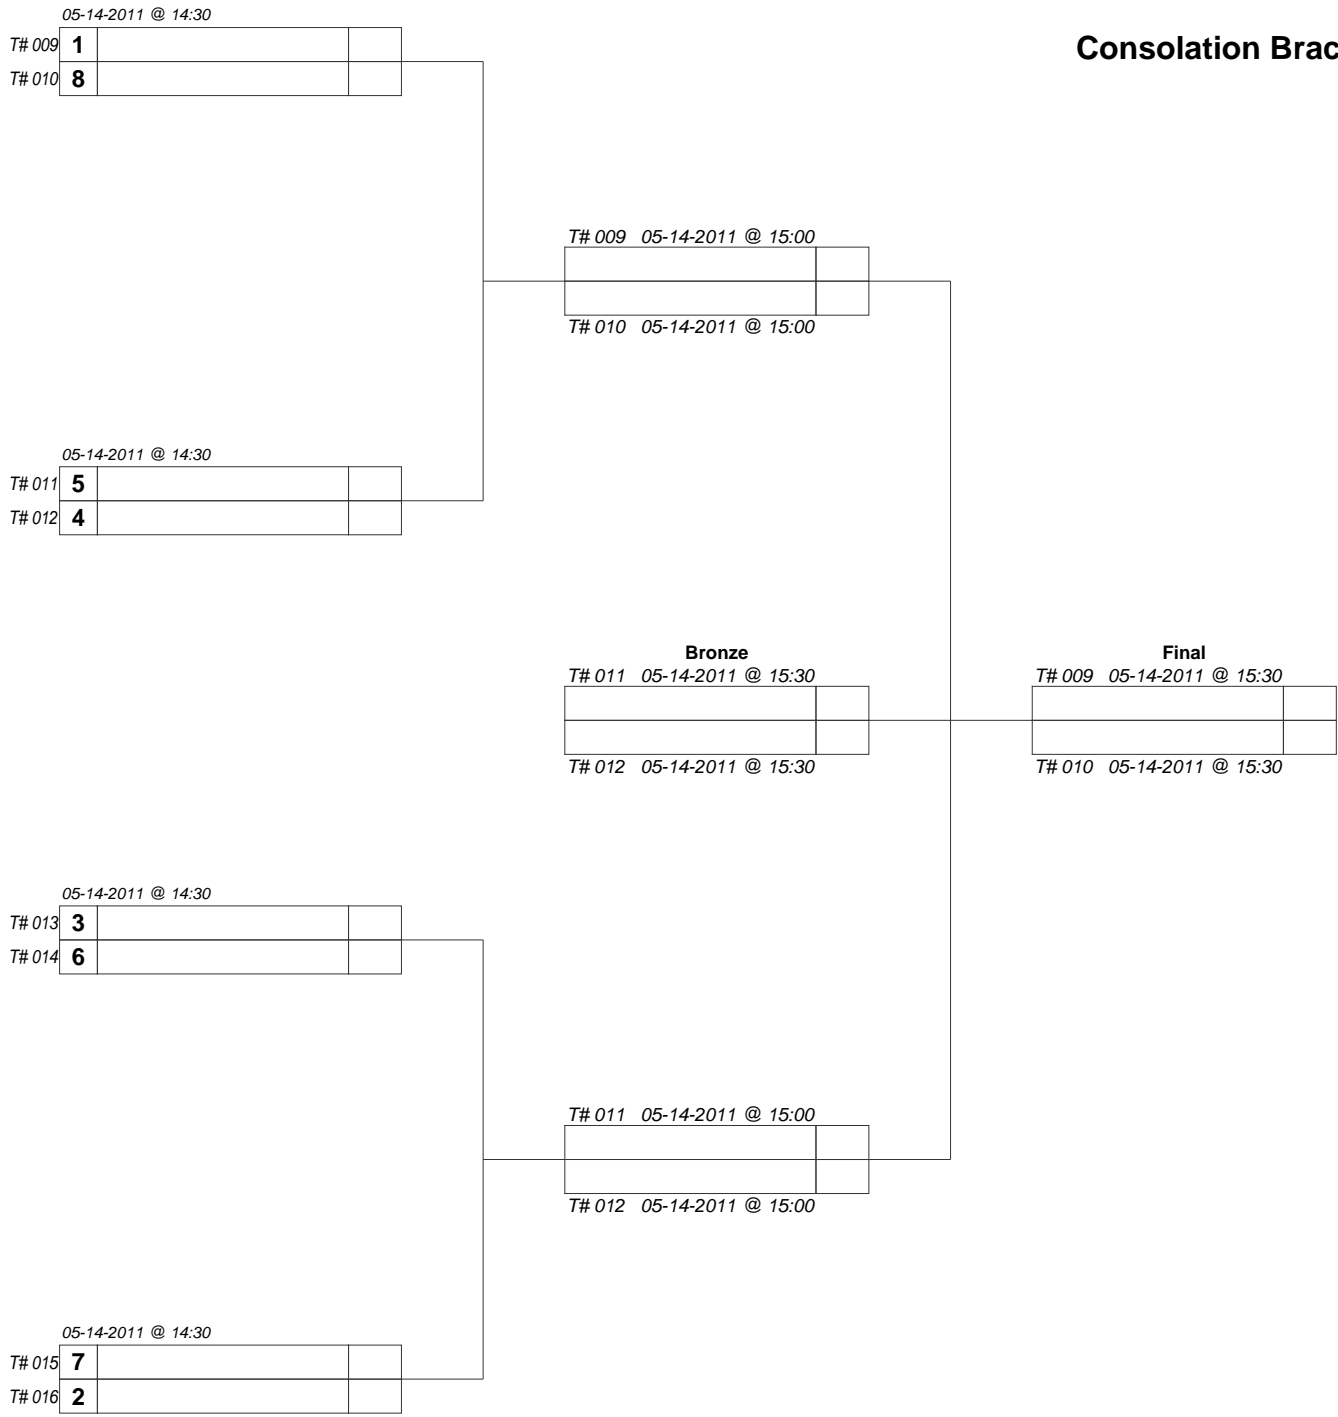 05-14-2011 @ 14:30
T# 009 1
T# 010 8
Consolation Brac
T# 009 05-14-2011 @ 15:00
T# 010 05-14-2011 @ 15:00
05-14-2011 @ 14:30
T# 011 5
T# 012 4
Bronze
T# 011 05-14-2011 @ 15:30
T# 012 05-14-2011 @ 15:30
Final
T# 009 05-14-2011 @ 15:30
T# 010 05-14-2011 @ 15:30
05-14-2011 @ 14:30
T# 013 3
T# 014 6
T# 011 05-14-2011 @ 15:00
T# 012 05-14-2011 @ 15:00
05-14-2011 @ 14:30
T# 015 7
T# 016 2